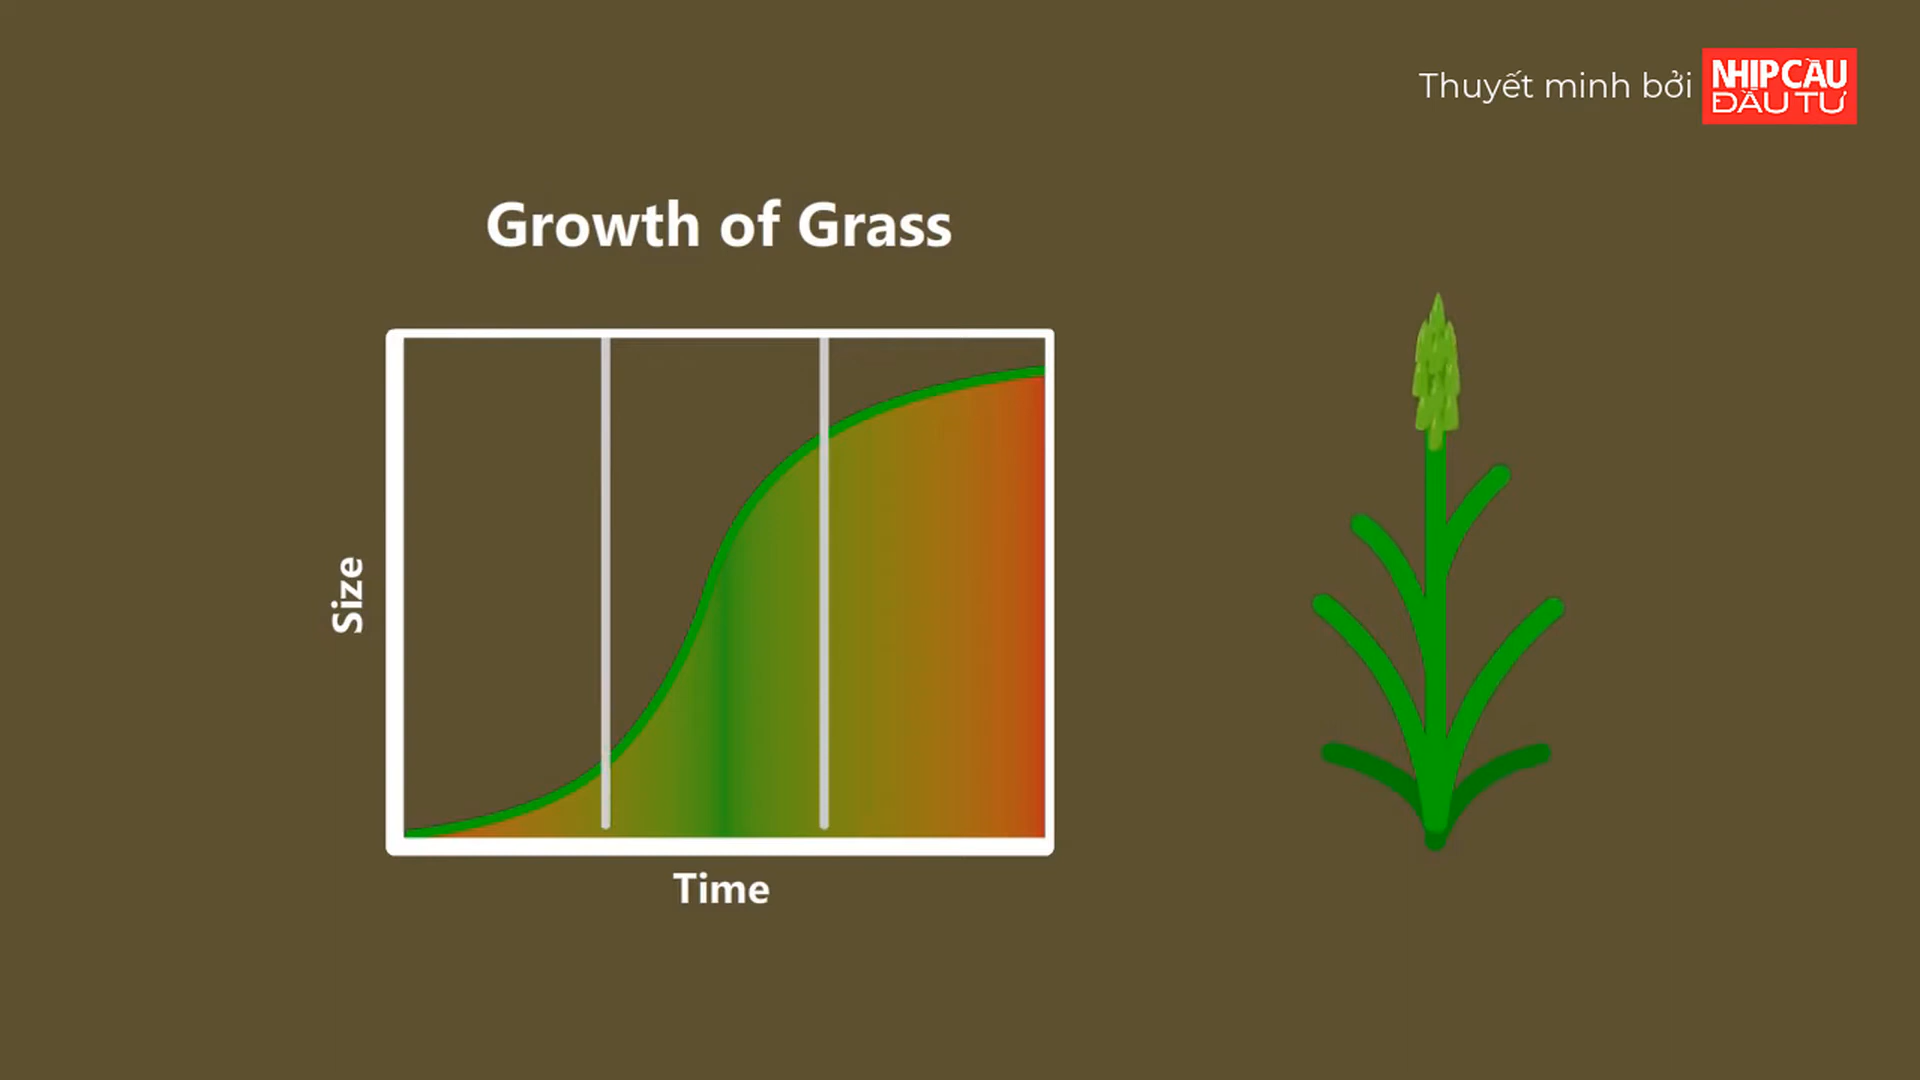 Thuyết minh bởi
NHỊP CẦU
ĐẦU TƯ
Growth of Grass
Size
Time